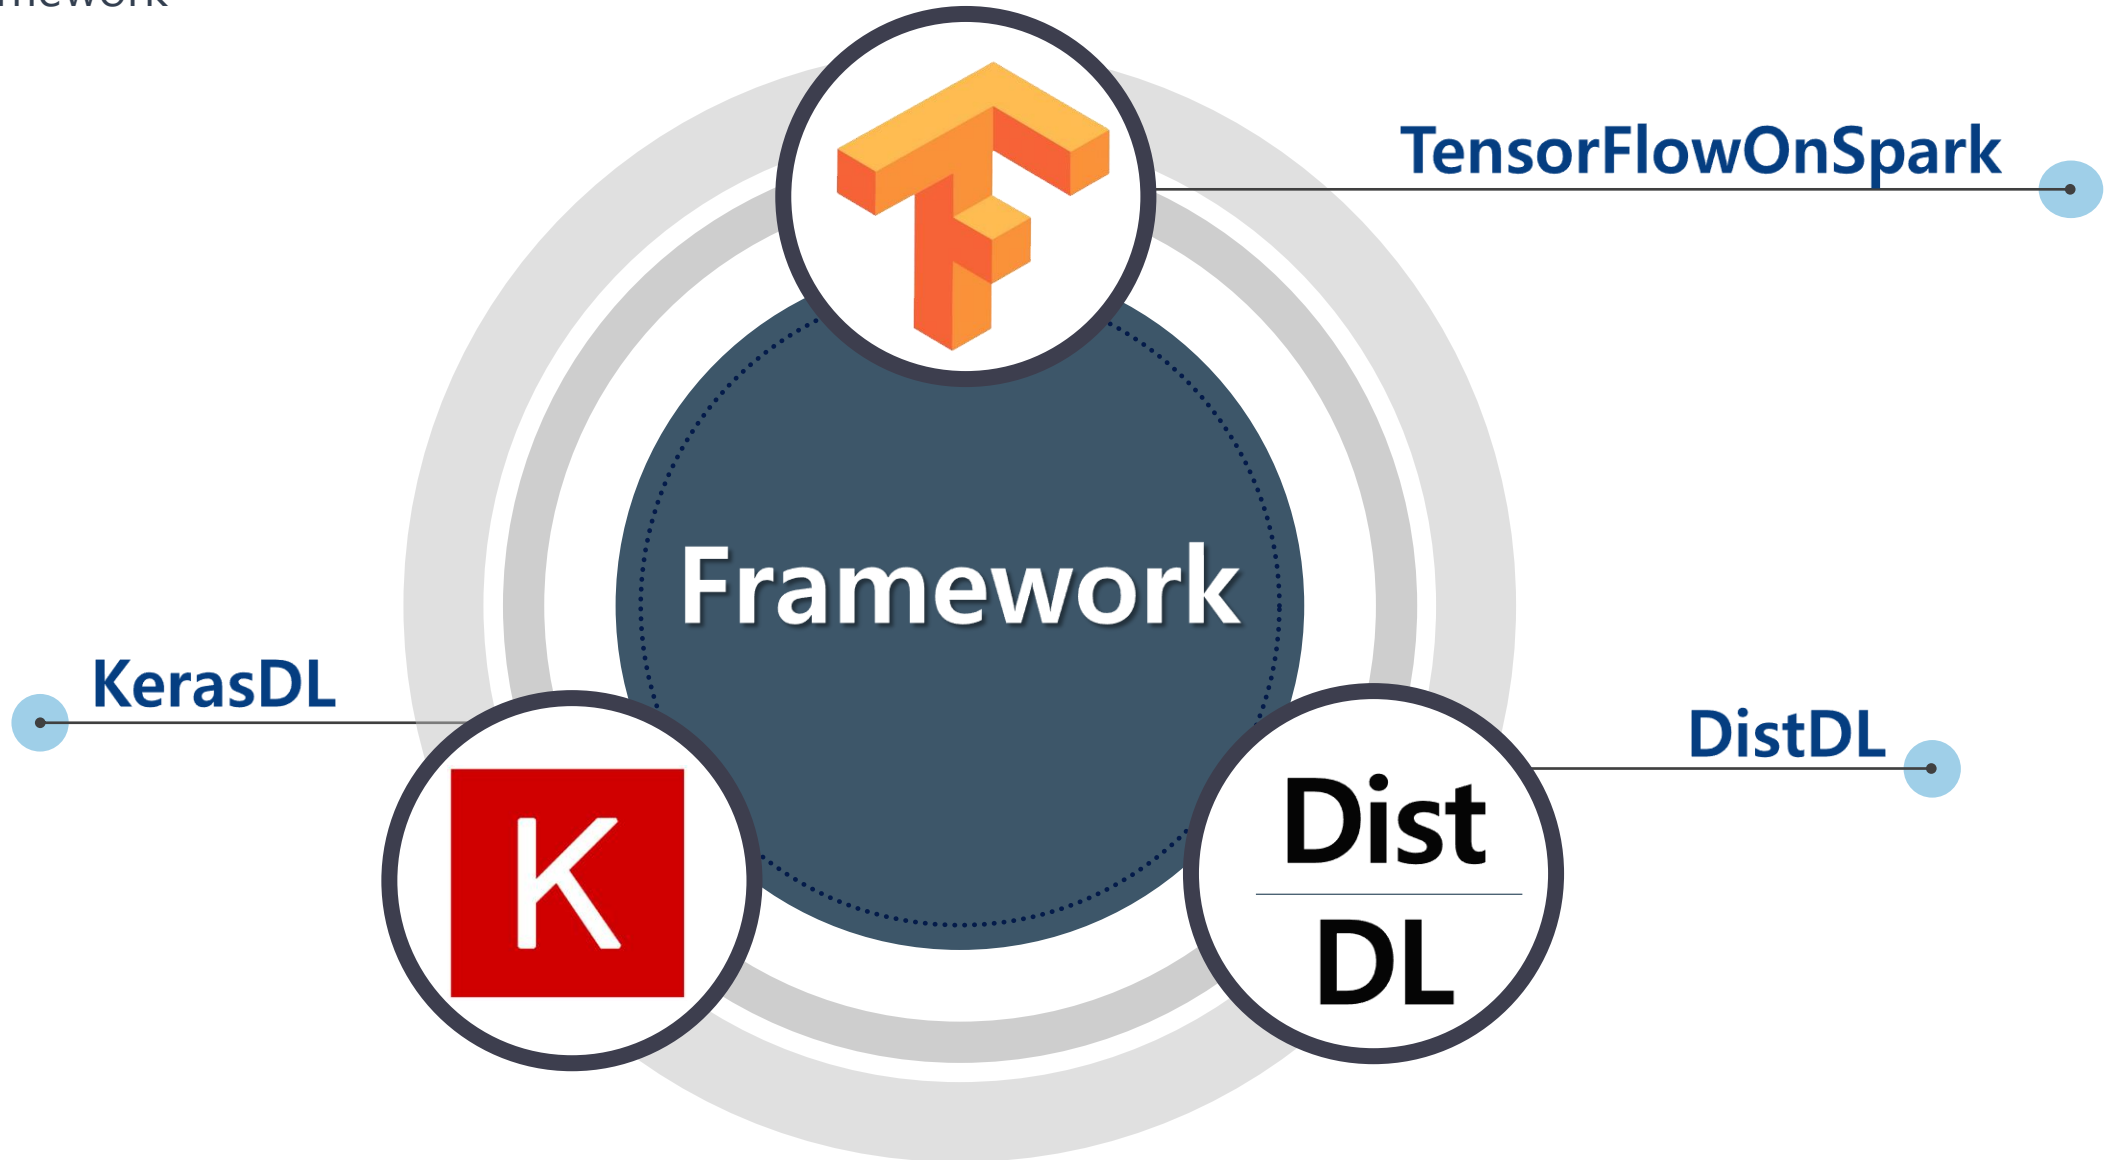 TensorFlowOnSpark
Framework
KerasDL
DistDL
K
Dist
DL